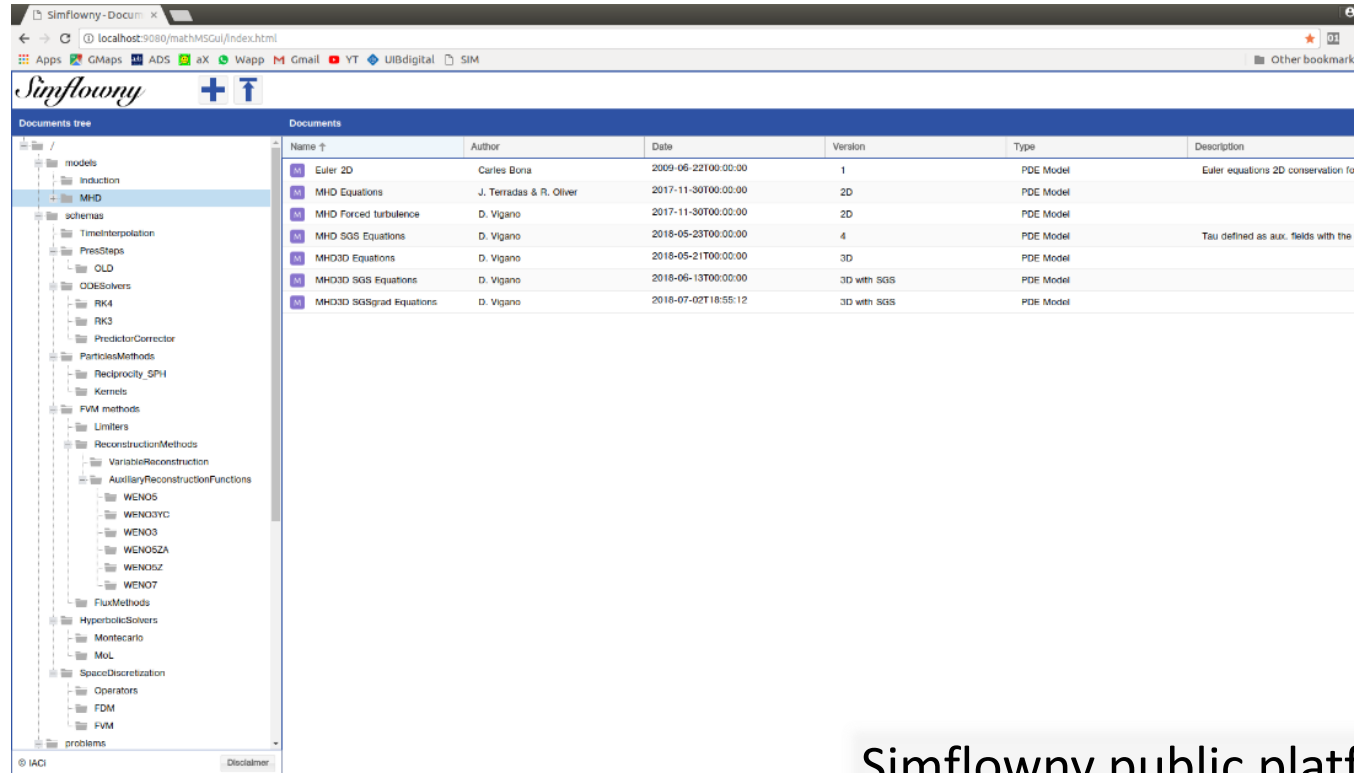 Simflowny - Docum ×
localhost:9080/mathMSGui/index.html
01
Apps GMaps ADS aX Wapp Gmail YT UIBdigital SIM Other bookmark
Simflowny
Documents tree Documents
Name ↑ Author Date Version Type Description
M Euler 2D Carles Bona 2009-06-22T00:00:00 1 PDE Model Euler equations 2D conservation fo
M MHD Equations J. Terradas & R. Oliver 2017-11-30T00:00:00 2D PDE Model
M MHD Forced turbulence D. Vigano 2017-11-30T00:00:00 2D PDE Model
M MHD SGS Equations D. Vigano 2018-05-23T00:00:00 4 PDE Model Tau defined as aux. fields with the
M MHD3D Equations D. Vigano 2018-05-21T00:00:00 3D PDE Model
M MHD3D SGS Equations D. Vigano 2018-06-13T00:00:00 3D with SGS PDE Model
M MHD3D SGSgrad Equations D. Vigano 2018-07-02T18:55:12 3D with SGS PDE Model
/
models
Induction
MHD
schemas
TimeInterpolation
PresSteps
OLD
ODESolvers
RK4
RK3
PredictorCorrector
ParticlesMethods
Reciprocity_SPH
Kernels
FVM methods
Limiters
ReconstructionMethods
VariableReconstruction
AuxiliaryReconstructionFunctions
WENO5
WENO3YC
WENO3
WENO5ZA
WENO5Z
WENO7
FluxMethods
HyperbolicSolvers
Montecarlo
MoL
SpaceDiscretization
Operators
FDM
FVM
problems
© IACI Disclaimer
Simflowny public platf